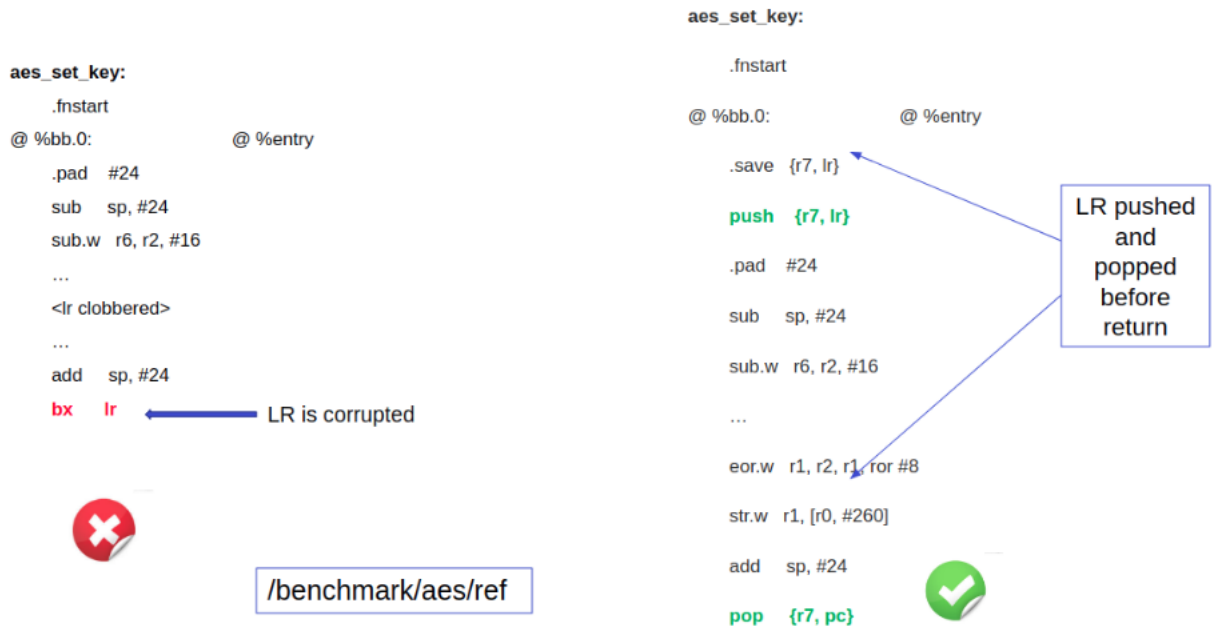 aes_set_key:
.fnstart
@ %bb.0: @ %entry
.pad #24
sub sp, #24
sub.w r6, r2, #16
…
<lr clobbered>
…
add sp, #24
bx lr
LR is corrupted
/benchmark/aes/ref
aes_set_key:
.fnstart
@ %bb.0: @ %entry
.save {r7, lr}
push {r7, lr}
.pad #24
sub sp, #24
sub.w r6, r2, #16
…
eor.w r1, r2, r1, ror #8
str.w r1, [r0, #260]
add sp, #24
pop {r7, pc}
LR pushed
and
popped
before
return